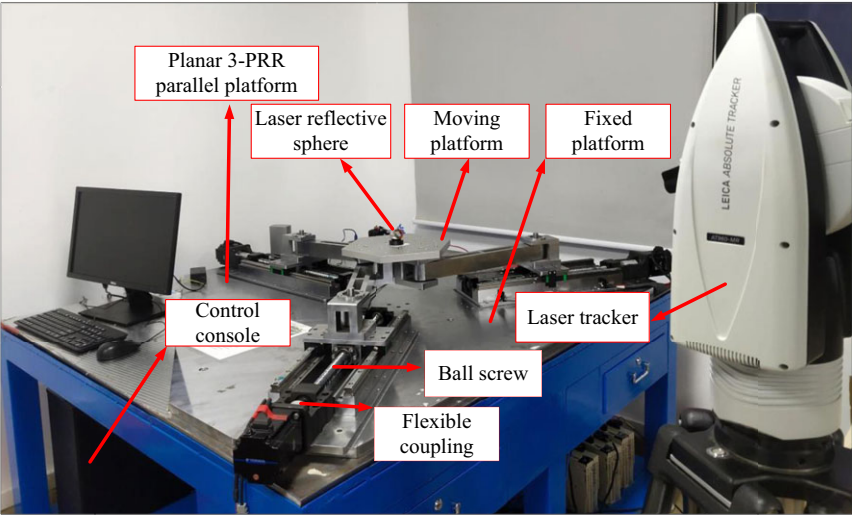 Planar 3-PRR
parallel platform
Laser reflective
sphere
Moving
platform
Fixed
platform
LEICA ABSOLUTE TRACKER
Control
console
Laser tracker
Ball screw
Flexible
coupling